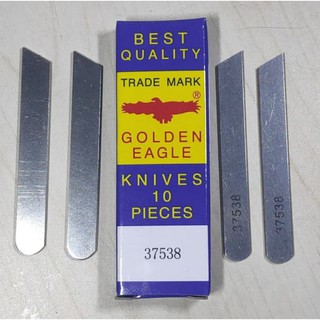 BEST
QUALITY
TRADE MARK
®
GOLDEN
EAGLE
KNIVES
10
PIECES
37538
37538
37538